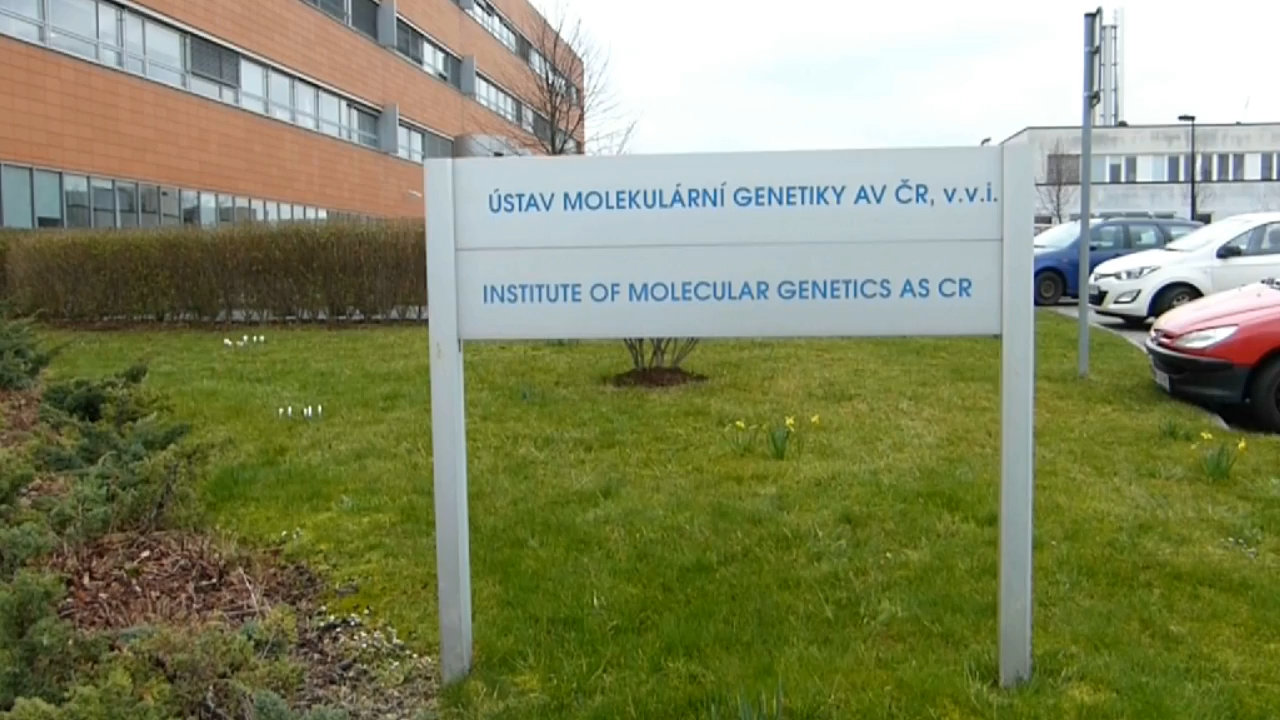 ÚSTAV MOLEKULÁRNÍ GENETIKY AV ČR, v.v.i.
INSTITUTE OF MOLECULAR GENETICS AS CR